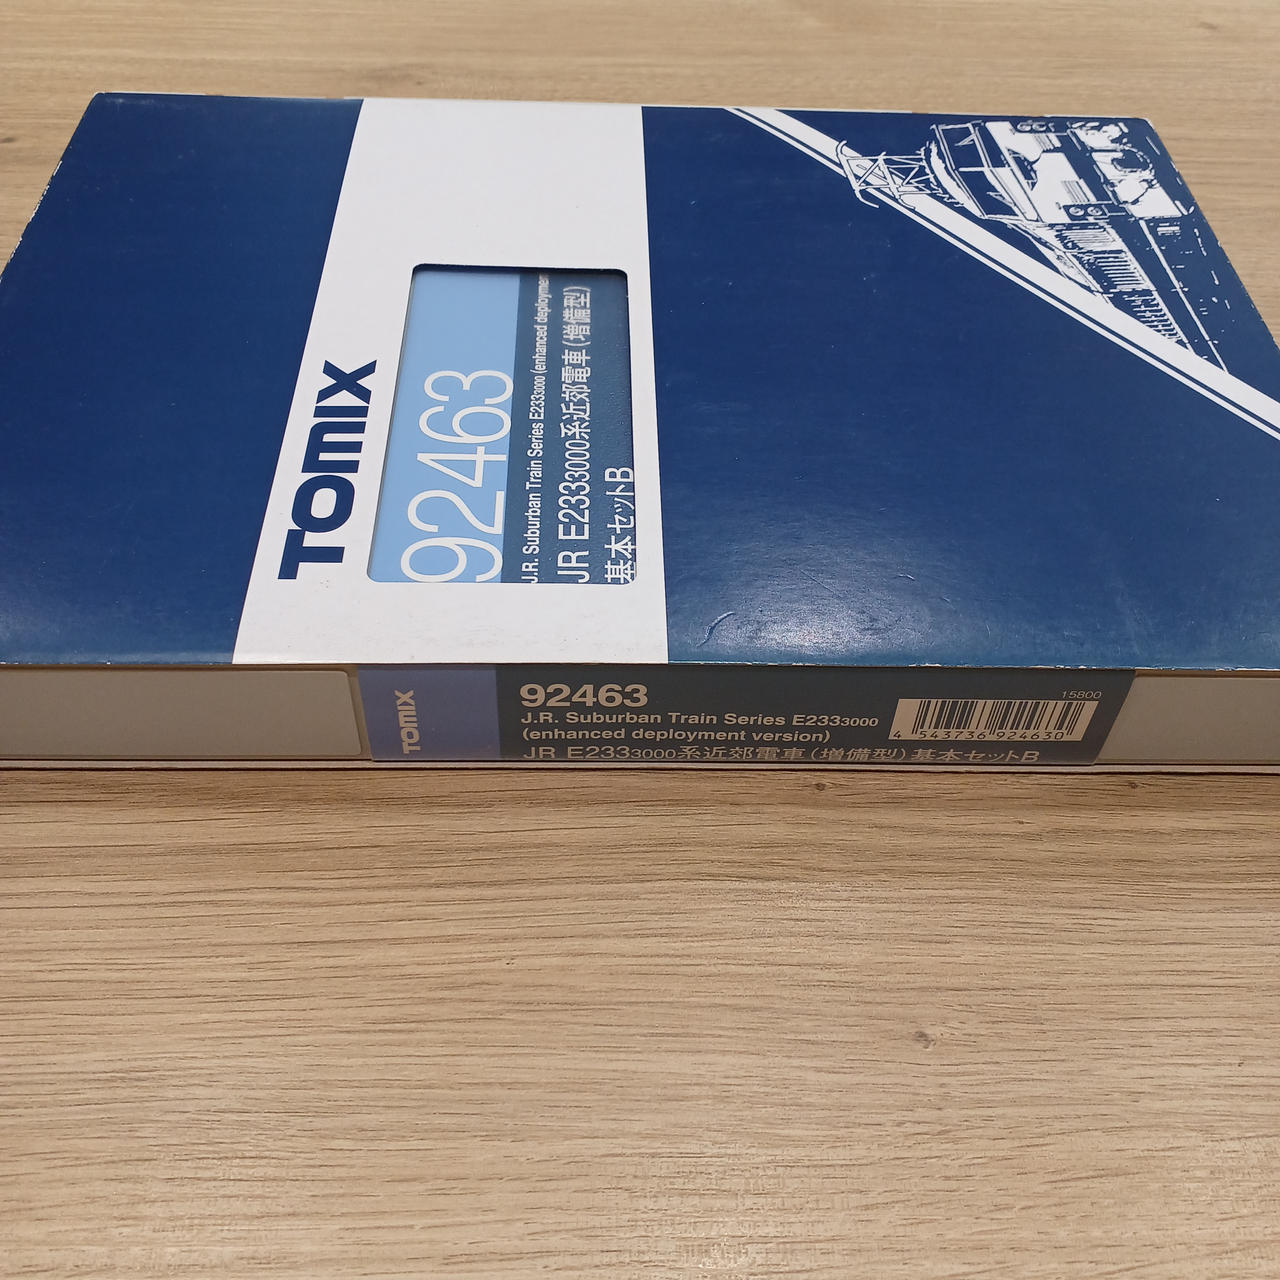 TOMIX
92463
J.R. Suburban Train Series E2333000 (enhanced deployment
JR E2333000系近郊電車(増備型)
基本セットB
TOMIX
92463
J.R. Suburban Train Series E2333000
(enhanced deployment version)
JR E2333000系近郊電車(増備型)基本セットB
15800
4 543736 924630